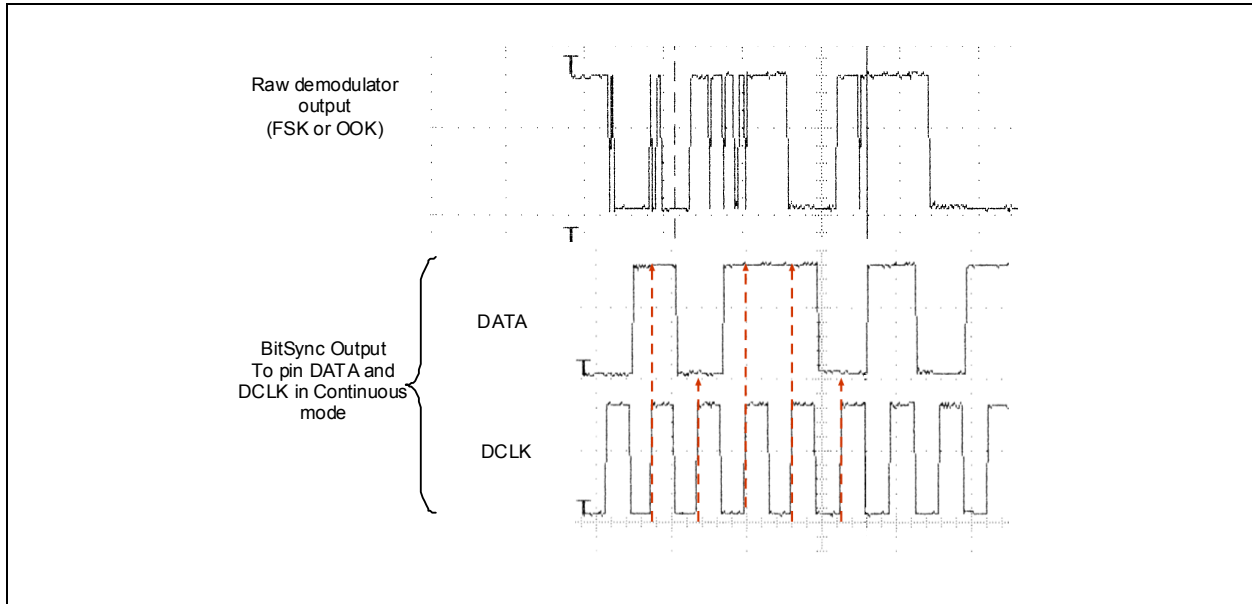 Raw demodulator
output
(FSK or OOK)
DATA
BitSync Output
To pin DATA and
DCLK in Continuous
mode
DCLK